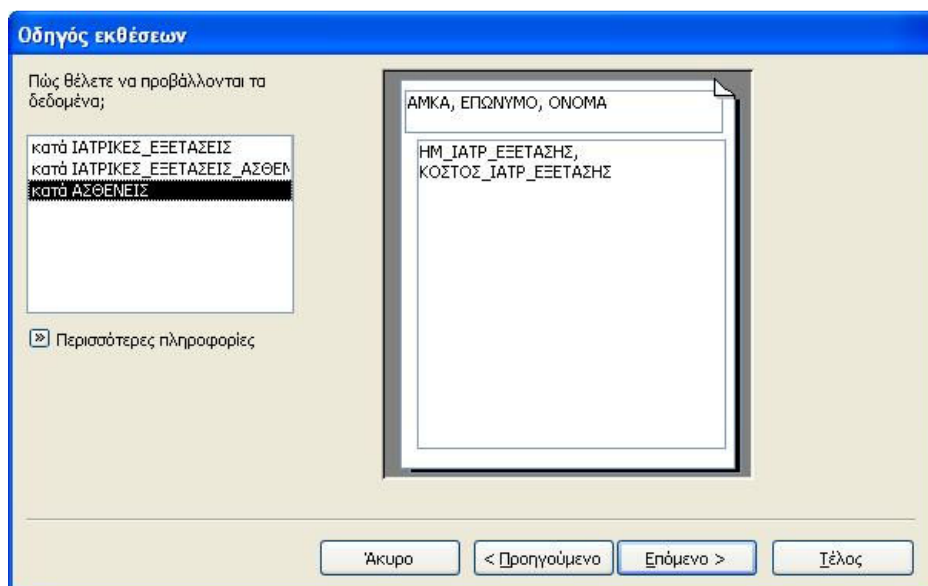 Οδηγός εκθέσεων
Πώς θέλετε να προβάλλονται τα
δεδομένα;
κατά ΙΑΤΡΙΚΕΣ_ΕΞΕΤΑΣΕΙΣ
κατά ΙΑΤΡΙΚΕΣ_ΕΞΕΤΑΣΕΙΣ_ΑΣΘΕΝ
κατά ΑΣΘΕΝΕΙΣ
Περισσότερες πληροφορίες
ΑΜΚΑ, ΕΠΩΝΥΜΟ, ΟΝΟΜΑ
ΗΜ_ΙΑΤΡ_ΕΞΕΤΑΣΗΣ,
ΚΟΣΤΟΣ_ΙΑΤΡ_ΕΞΕΤΑΣΗΣ
Άκυρο
< Προηγούμενο
Επόμενο >
Τέλος